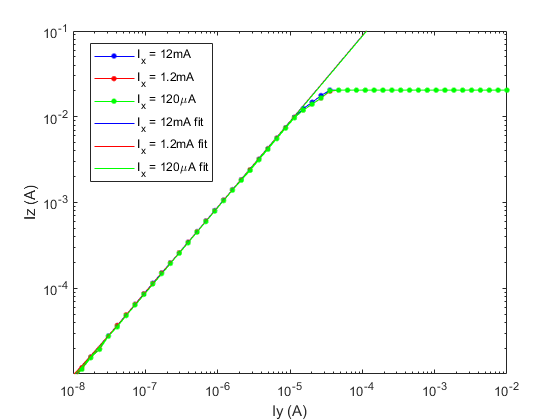 10^-1
10^-2
10^-3
10^-4
Iz (A)
I_x = 12mA
I_x = 1.2mA
I_x = 120μA
I_x = 12mA fit
I_x = 1.2mA fit
I_x = 120μA fit
10^-8 10^-7 10^-6 10^-5 10^-4 10^-3 10^-2
Iy (A)